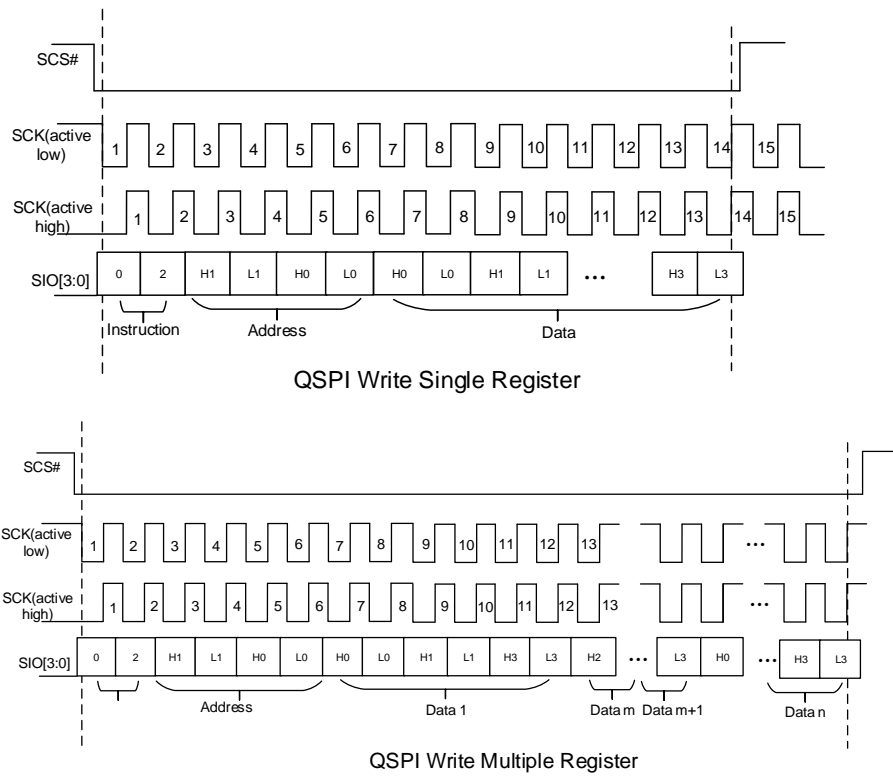 SCS#
SCK(active low)
1 2 3 4 5 6 7 8 9 10 11 12 13 14 15
SCK(active high)
1 2 3 4 5 6 7 8 9 10 11 12 13 14 15
SIO[3:0]
0 2 H1 L1 H0 L0 H0 L0 H1 L1 ... H3 L3
Instruction Address Data
QSPI Write Single Register
SCS#
SCK(active low)
1 2 3 4 5 6 7 8 9 10 11 12 13 ...
SCK(active high)
1 2 3 4 5 6 7 8 9 10 11 12 13 ...
SIO[3:0]
0 2 H1 L1 H0 L0 H0 L0 H1 L1 H3 L3 H2 ... L3 H0 ... H3 L3
Address Data 1 Data m Data m+1 Data n
QSPI Write Multiple Register